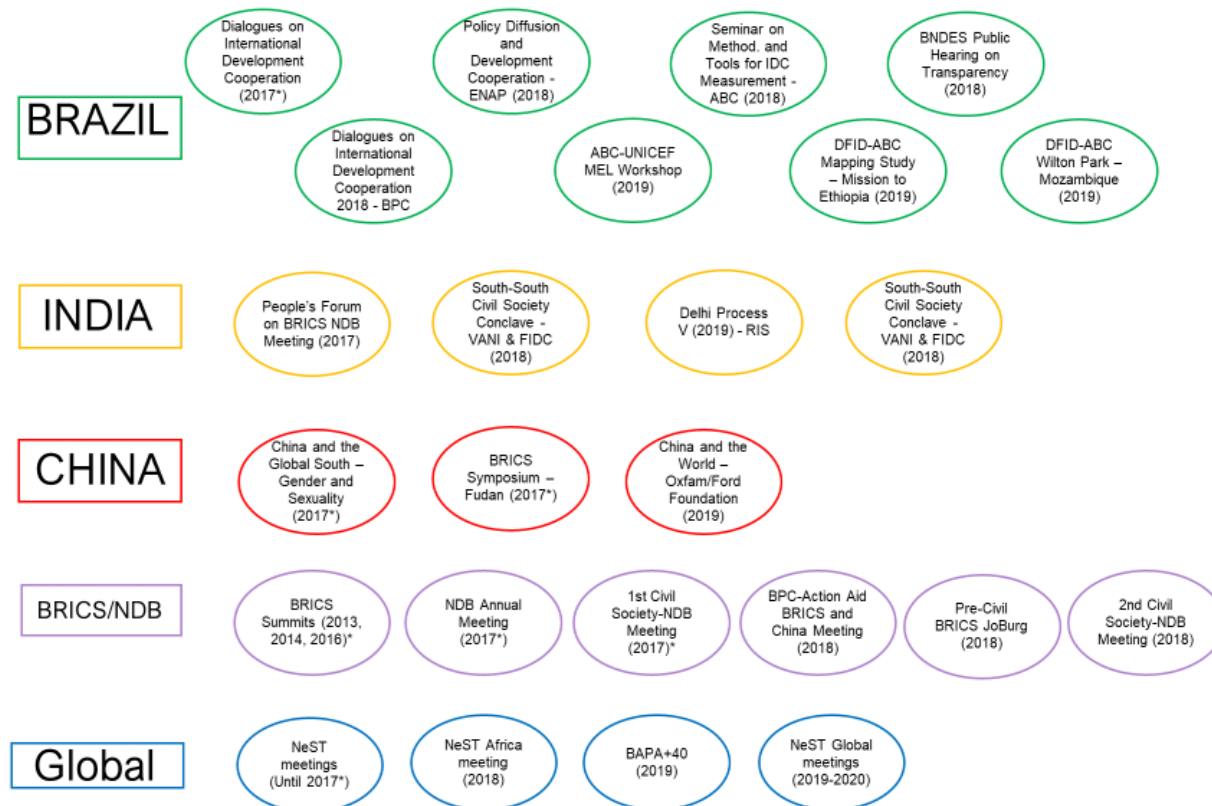 BRAZIL
Dialogues on
International
Development
Cooperation
(2017*)
Policy Diffusion
and
Development
Cooperation -
ENAP (2018)
Seminar on
Method. and
Tools for IDC
Measurement -
ABC (2018)
BNDES Public
Hearing on
Transparency
(2018)
Dialogues on
International
Development
Cooperation
2018 - BPC
ABC-UNICEF
MEL Workshop
(2019)
DFID-ABC
Mapping Study
– Mission to
Ethiopia (2019)
DFID-ABC
Wilton Park –
Mozambique
(2019)
INDIA
People's Forum
on BRICS NDB
Meeting (2017)
South-South
Civil Society
Conclave -
VANI & FIDC
(2018)
Delhi Process
V (2019) - RIS
South-South
Civil Society
Conclave -
VANI & FIDC
(2018)
CHINA
China and the
Global South –
Gender and
Sexuality
(2017*)
BRICS
Symposium –
Fudan (2017*)
China and the
World –
Oxfam/Ford
Foundation
(2019)
BRICS/NDB
BRICS
Summits (2013,
2014, 2016)*
NDB Annual
Meeting
(2017*)
1st Civil
Society-NDB
Meeting
(2017)*
BPC-Action Aid
BRICS and
China Meeting
(2018)
Pre-Civil
BRICS JoBurg
(2018)
2nd Civil
Society-NDB
Meeting (2018)
Global
NeST
meetings
(Until 2017*)
NeST Africa
meeting
(2018)
BAPA+40
(2019)
NeST Global
meetings
(2019-2020)